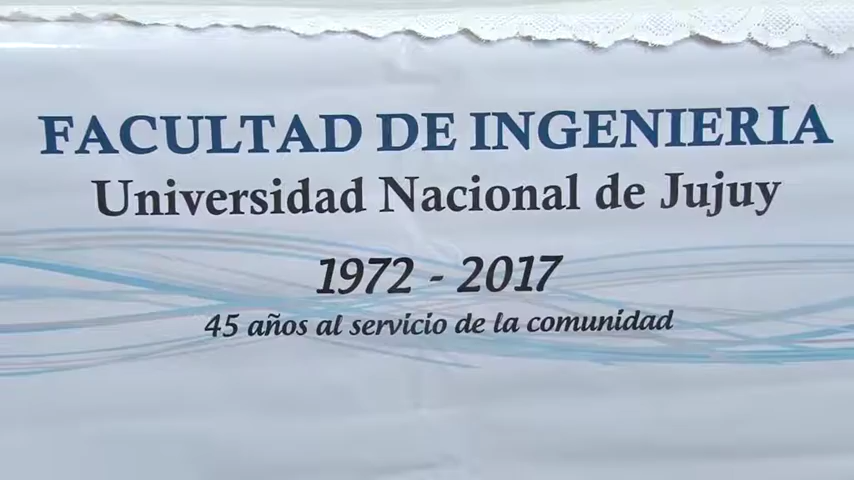 FACULTAD DE INGENIERIA
Universidad Nacional de Jujuy
1972 - 2017
45 años al servicio de la comunidad